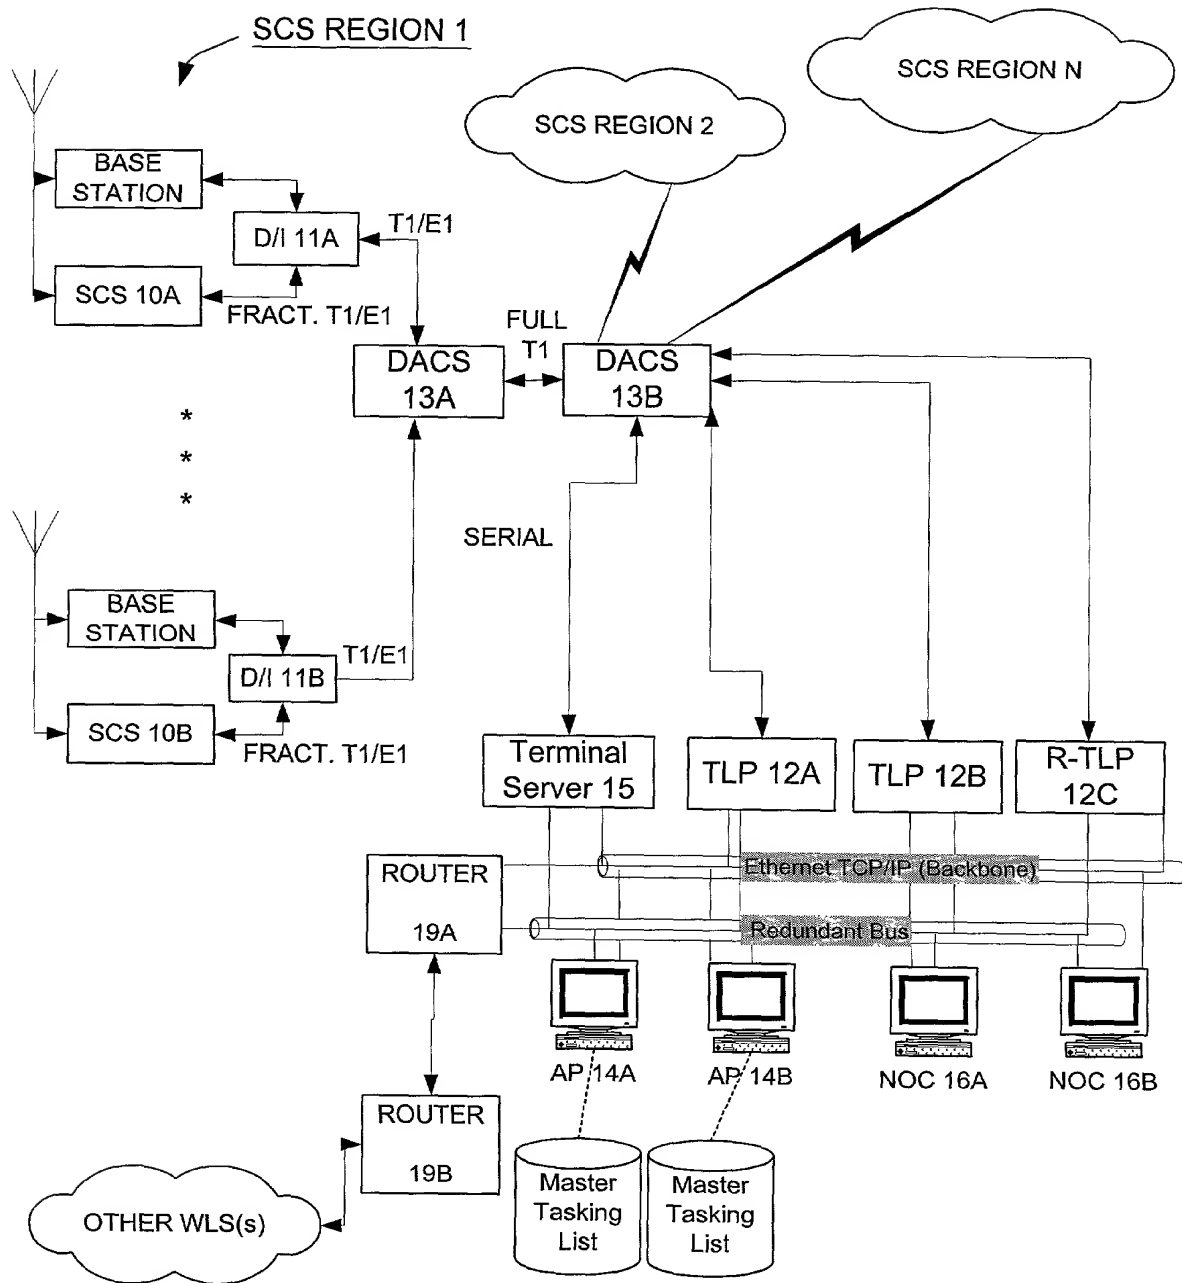 SCS REGION 1
SCS REGION 2
SCS REGION N
BASE
STATION
D/I 11A
T1/E1
SCS 10A
FRACT. T1/E1
FULL
T1
DACS
13A
DACS
13B
*
*
*
SERIAL
BASE
STATION
D/I 11B
T1/E1
SCS 10B
FRACT. T1/E1
Terminal
Server 15
TLP 12A
TLP 12B
R-TLP
12C
ROUTER
19A
Ethernet TCP/IP (Backbone)
Redundant Bus
AP 14A
AP 14B
NOC 16A
NOC 16B
ROUTER
19B
Master
Tasking
List
Master
Tasking
List
OTHER WLS(s)